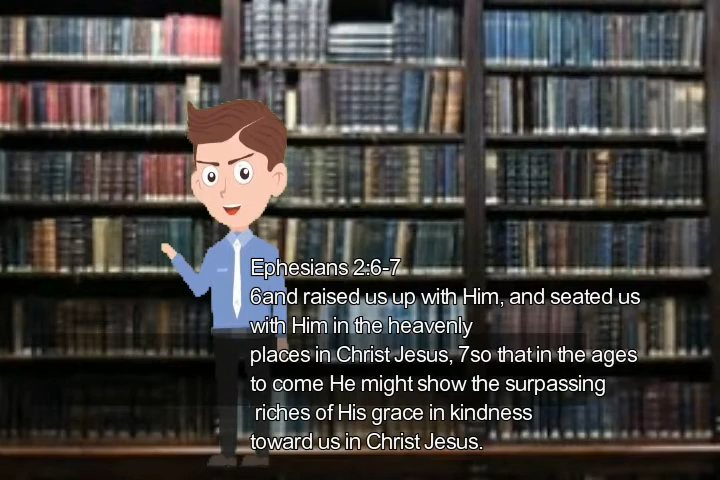 Ephesians 2:6-7
6and raised us up with Him, and seated us
with Him in the heavenly
places in Christ Jesus, 7so that in the ages
to come He might show the surpassing
riches of His grace in kindness
toward us in Christ Jesus.